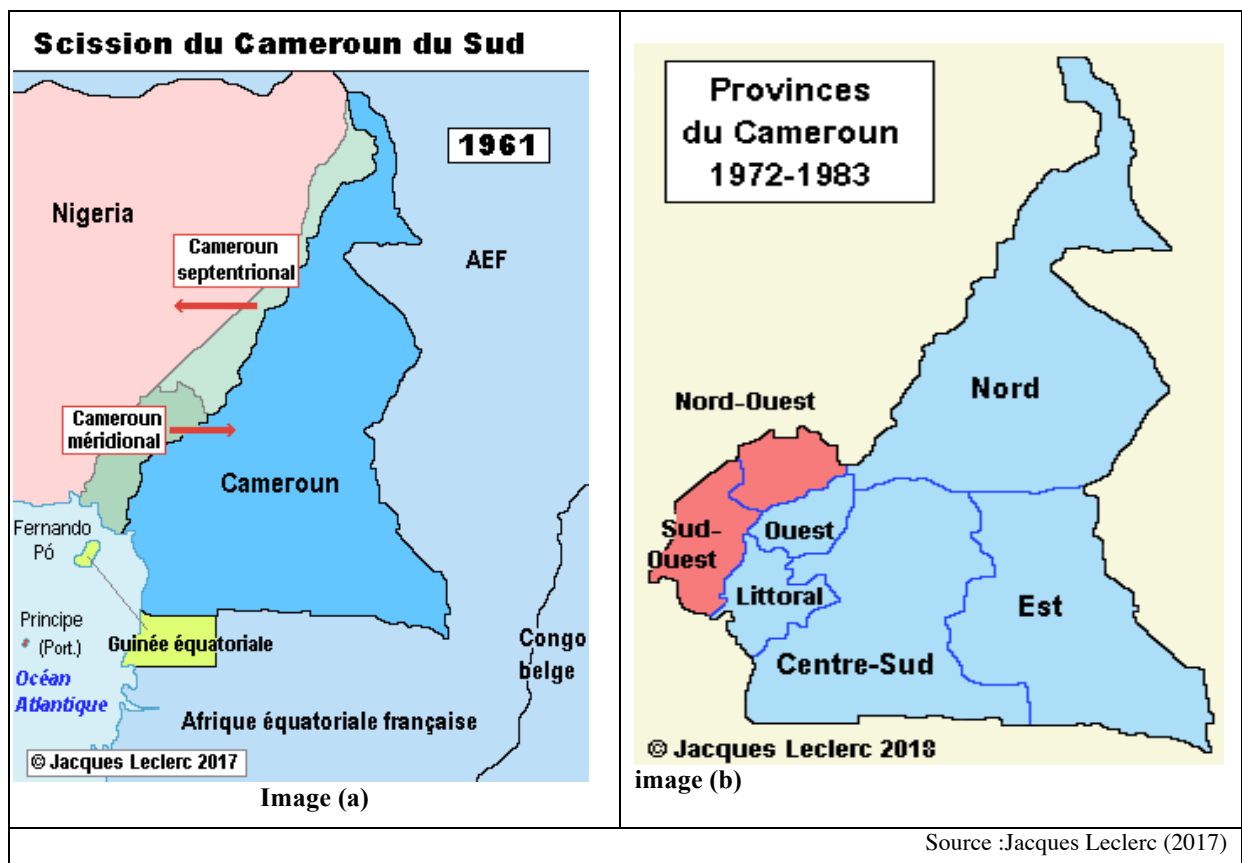 Scission du Cameroun du Sud
1961
Nigeria
Cameroun
septentrional
AEF
Cameroun
méridional
Cameroun
Fernando
Pó
Principe
(Port.)
Océan
Atlantique
Guinée équatoriale
Congo
belge
Afrique équatoriale française
© Jacques Leclerc 2017
Image (a)
Provinces
du Cameroun
1972-1983
Nord
Nord-Ouest
Sud-
Ouest
Ouest
Littoral
Est
Centre-Sud
© Jacques Leclerc 2018
image (b)
Source :Jacques Leclerc (2017)